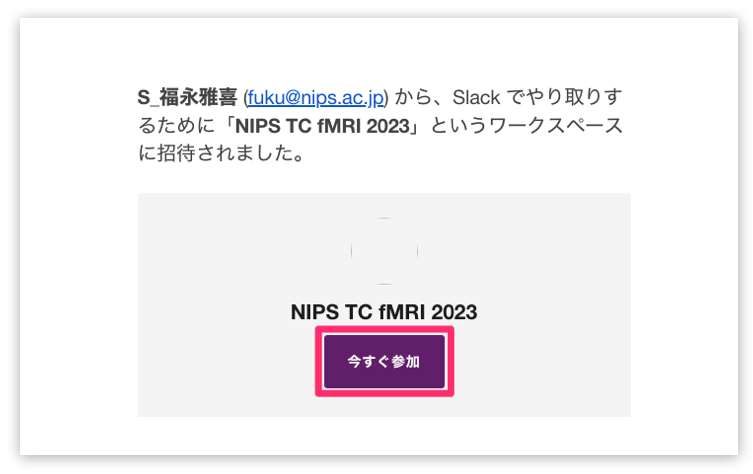 S_福永雅喜 (fuku@nips.ac.jp) から、Slack でやり取りす
るために「NIPS TC fMRI 2023」というワークスペース
に招待されました。
NIPS TC fMRI 2023
今すぐ参加